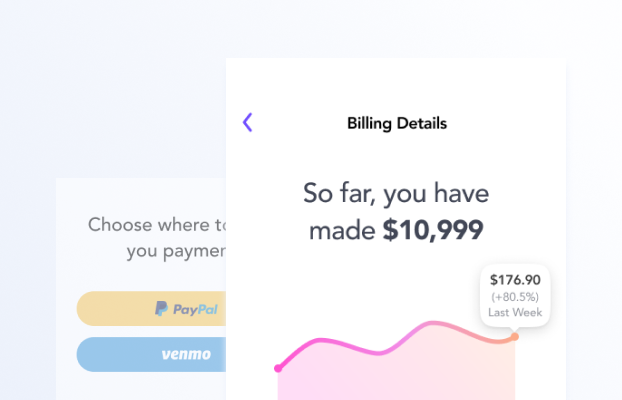 Billing Details
So far, you have
made $10,999
$176.90
(+80.5%)
Last Week
Choose where to
you paymen
PayPal
venmo